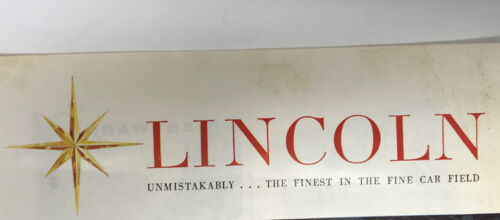 LINCOLN
UNMISTAKABLY . . . THE FINEST IN THE FINE CAR FIELD